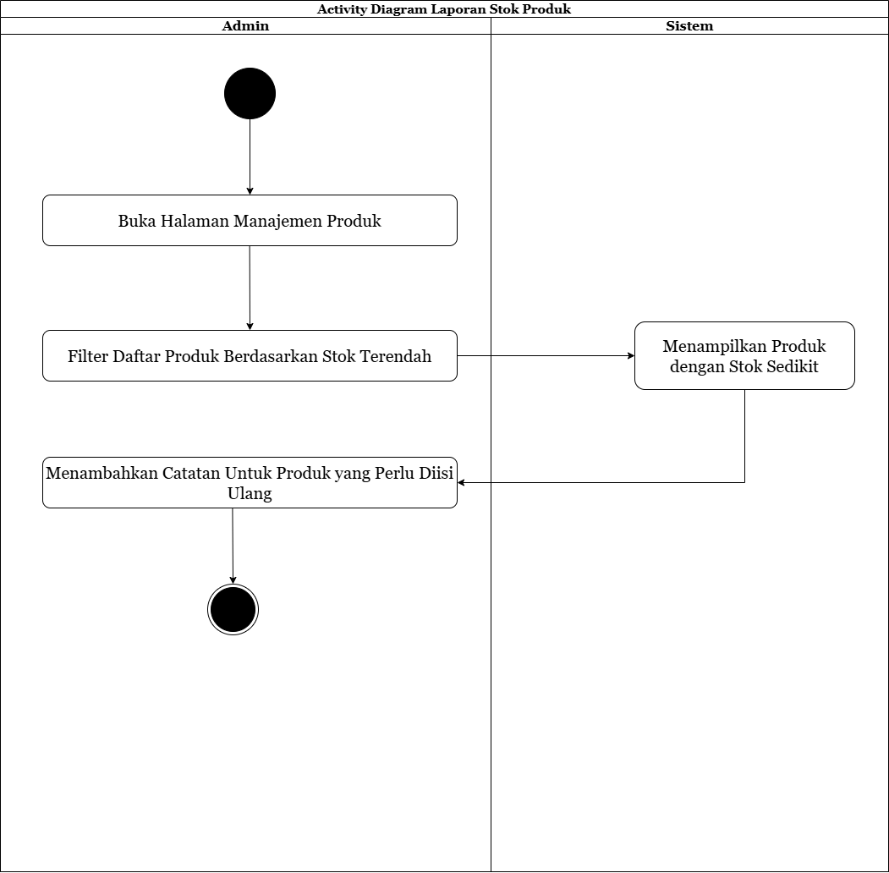 Activity Diagram Laporan Stok Produk
Admin
Sistem
Buka Halaman Manajemen Produk
Filter Daftar Produk Berdasarkan Stok Terendah
Menampilkan Produk
dengan Stok Sedikit
Menambahkan Catatan Untuk Produk yang Perlu Diisi
Ulang